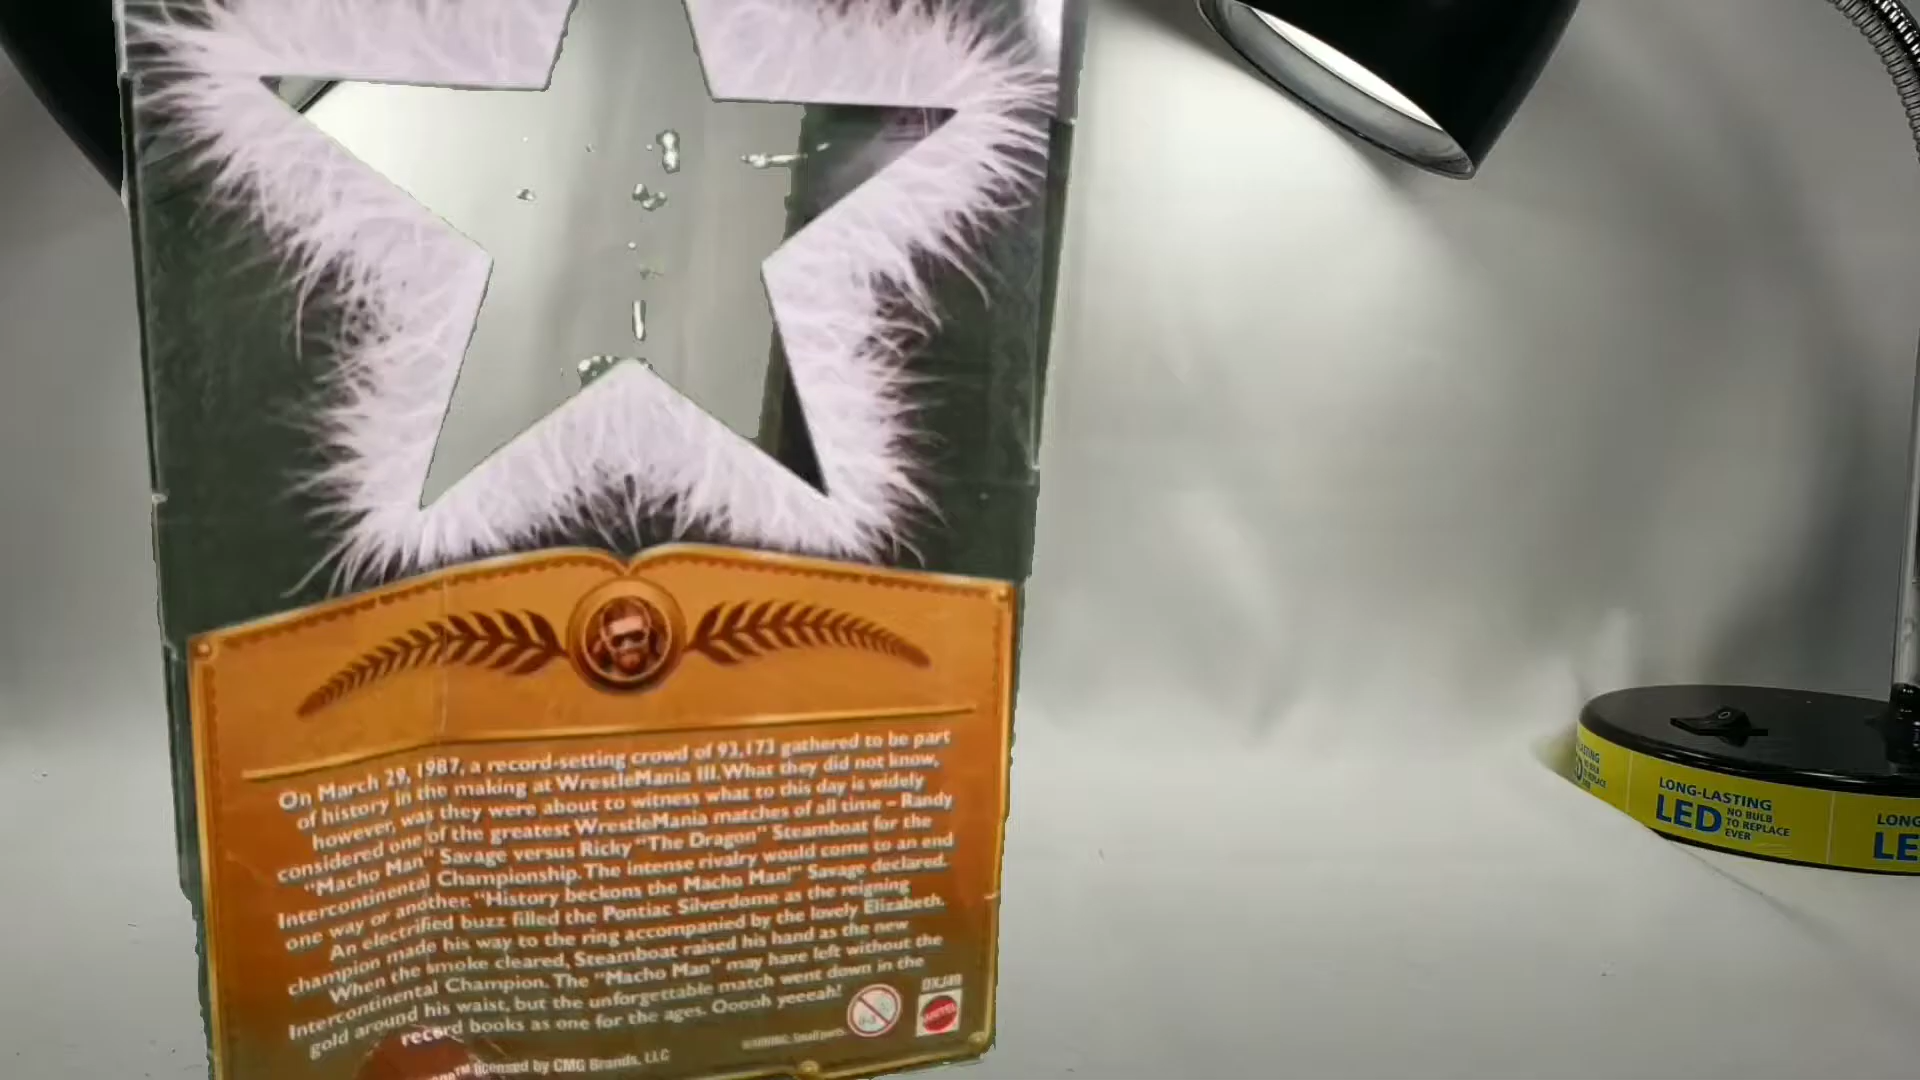 On March 29, 1987, a record-setting crowd of 93,173 gathered to be part
of history in the making at WrestleMania III. What they did not know,
however, was they were about to witness what to this day is widely
considered one of the greatest WrestleMania matches of all time – Randy
"Macho Man" Savage versus Ricky "The Dragon" Steamboat for the
Intercontinental Championship. The intense rivalry would come to an end
one way or another. "History beckons the Macho Man!" Savage declared.
An electrified buzz filled the Pontiac Silverdome as the reigning
champion made his way to the ring accompanied by the lovely Elizabeth.
When the smoke cleared, Steamboat raised his hand as the new
Intercontinental Champion. The "Macho Man" may have left without the
gold around his waist, but the unforgettable match went down in the
record books as one for the ages. Ooooh yeeeah!
WARNING: Small parts
DXJ49
MATTEL
licensed by CMG Brands, LLC
LONG-LASTING
LED NO BULB
TO REPLACE
EVER
LONG
LE